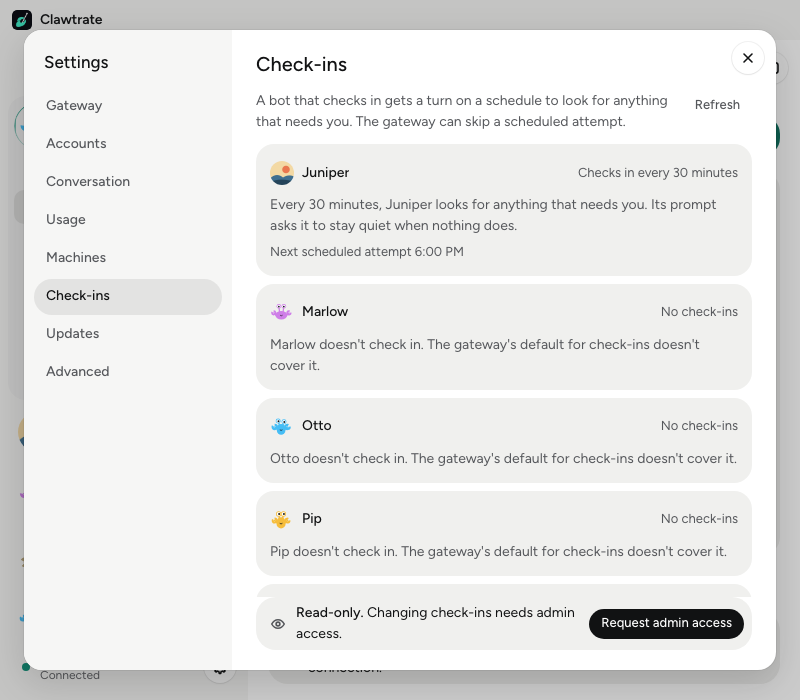 Clawtrate
Settings
Gateway
Accounts
Conversation
Usage
Machines
Check-ins
Updates
Advanced
Connected
Check-ins
A bot that checks in gets a turn on a schedule to look for anything
that needs you. The gateway can skip a scheduled attempt.
Refresh
Juniper
Checks in every 30 minutes
Every 30 minutes, Juniper looks for anything that needs you. Its prompt
asks it to stay quiet when nothing does.
Next scheduled attempt 6:00 PM
Marlow
No check-ins
Marlow doesn't check in. The gateway's default for check-ins doesn't
cover it.
Otto
No check-ins
Otto doesn't check in. The gateway's default for check-ins doesn't cover it.
Pip
No check-ins
Pip doesn't check in. The gateway's default for check-ins doesn't cover it.
Read-only. Changing check-ins needs admin
access.
Request admin access
connection.